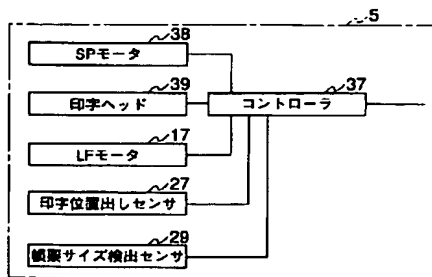 5
38
SPモータ
39
印字ヘッド
37
コントローラ
17
LFモータ
27
印字位置出しセンサ
29
帳票サイズ検出センサ